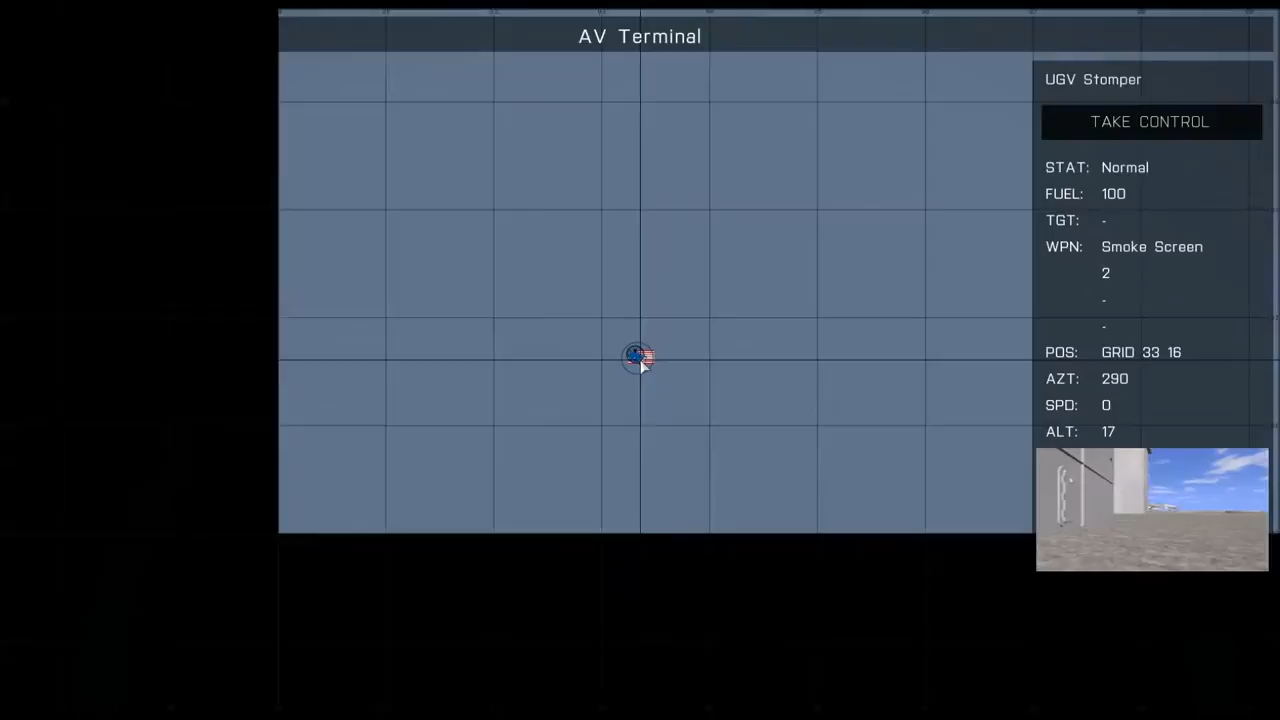 AV Terminal
UGV Stomper
TAKE CONTROL
STAT: Normal
FUEL: 100
TGT: -
WPN: Smoke Screen
2
-
-
POS: GRID 33 16
AZT: 290
SPD: 0
ALT: 17